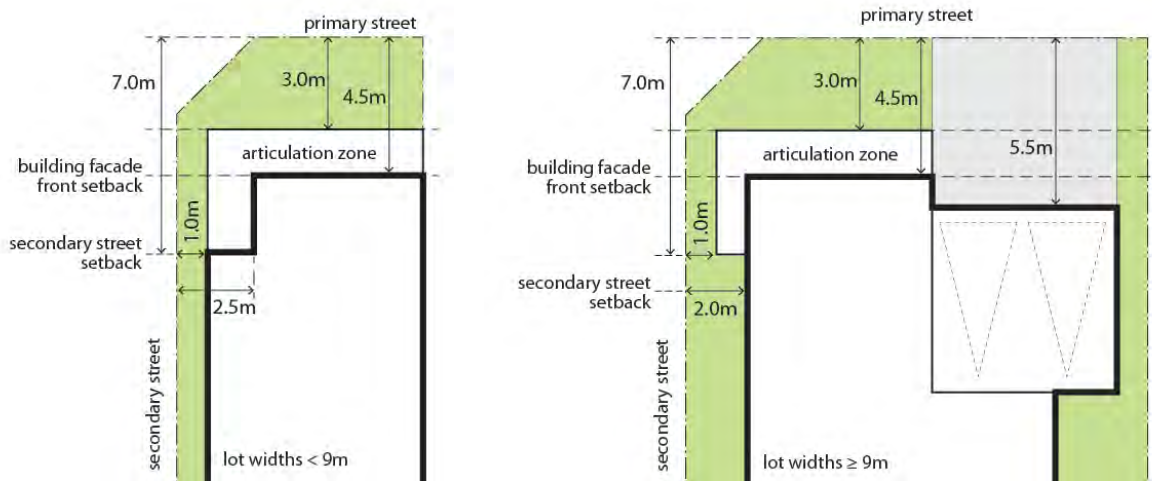 primary street
7.0m
3.0m
4.5m
articulation zone
building facade
front setback
1.0m
secondary street
setback
2.5m
secondary street
lot widths < 9m
primary street
7.0m
3.0m
4.5m
5.5m
articulation zone
building facade
front setback
1.0m
secondary street
setback
2.0m
secondary street
lot widths ≥ 9m